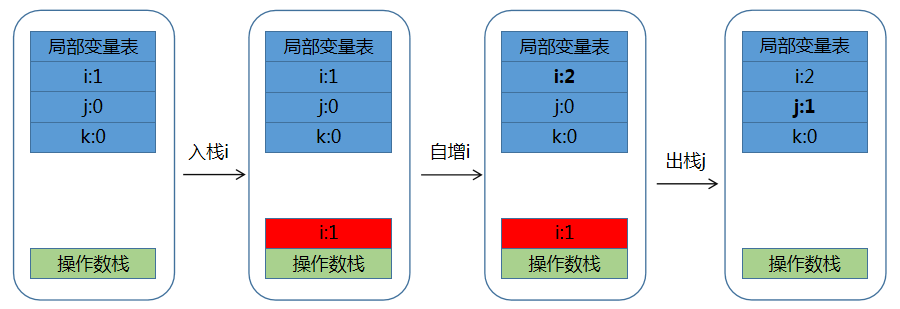 局部变量表
i:1
j:0
k:0
操作数栈
入栈i
局部变量表
i:1
j:0
k:0
i:1
操作数栈
自增i
局部变量表
i:2
j:0
k:0
i:1
操作数栈
出栈j
局部变量表
i:2
j:1
k:0
操作数栈